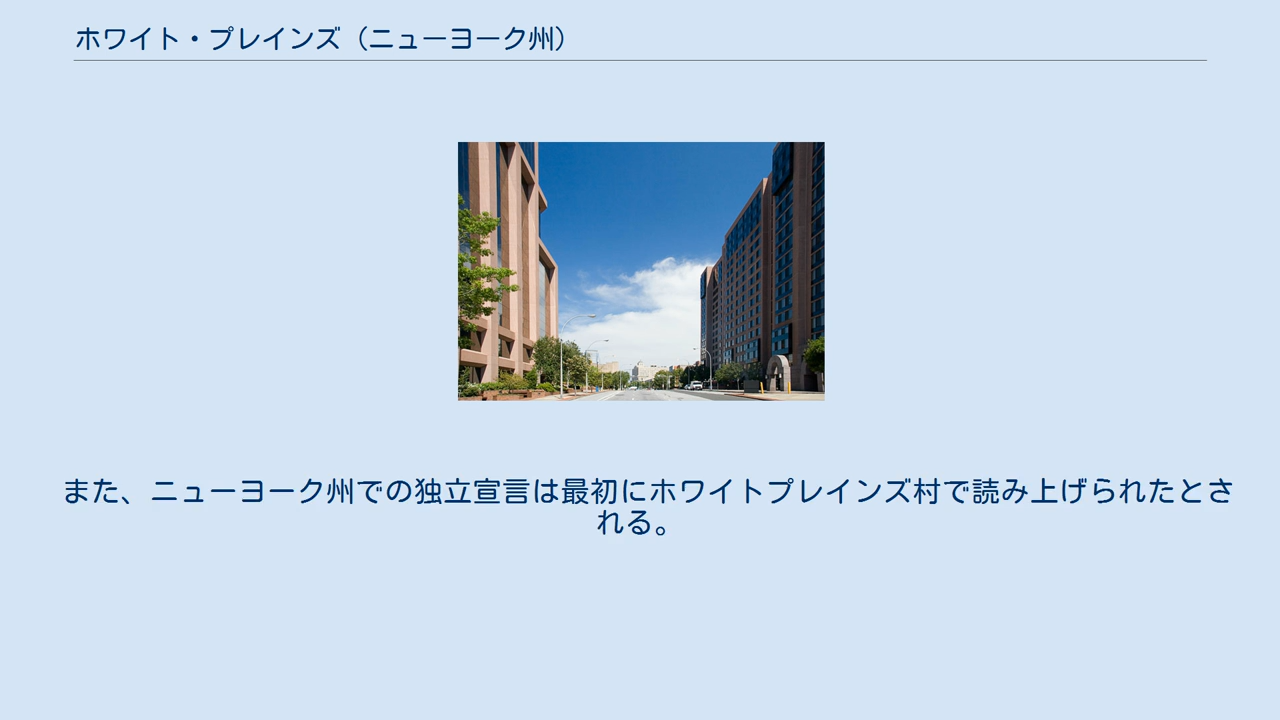 ホワイト・プレインズ（ニューヨーク州）
また、ニューヨーク州での独立宣言は最初にホワイトプレインズ村で読み上げられたとさ
れる。